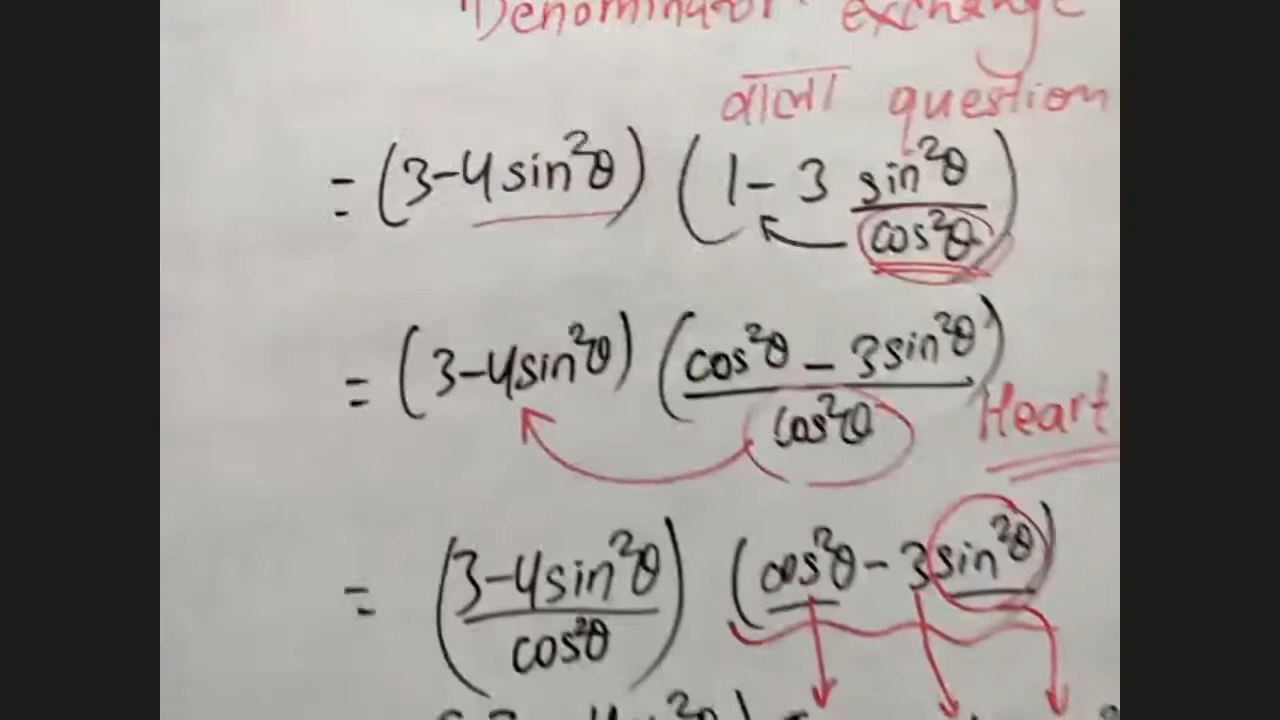 Denominator exchange
वाला question
= (3-4sin²θ) (1-3 sin²θ/cos²θ)
= (3-4sin²θ) (cos²θ - 3sin²θ/cos²θ)
Heart
= (3-4sin²θ/cos²θ) (cos²θ - 3sin²θ)